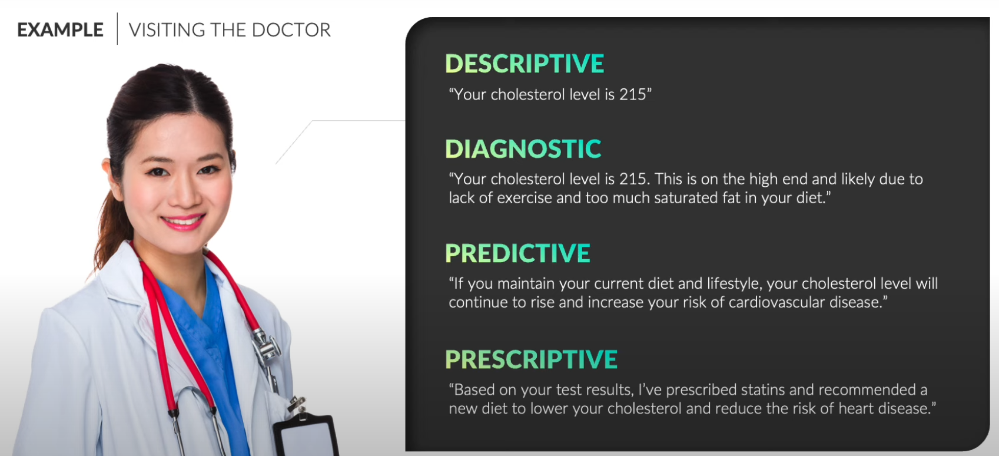 EXAMPLE | VISITING THE DOCTOR
DESCRIPTIVE
“Your cholesterol level is 215”
DIAGNOSTIC
“Your cholesterol level is 215. This is on the high end and likely due to
lack of exercise and too much saturated fat in your diet.”
PREDICTIVE
“If you maintain your current diet and lifestyle, your cholesterol level will
continue to rise and increase your risk of cardiovascular disease.”
PRESCRIPTIVE
“Based on your test results, I’ve prescribed statins and recommended a
new diet to lower your cholesterol and reduce the risk of heart disease.”